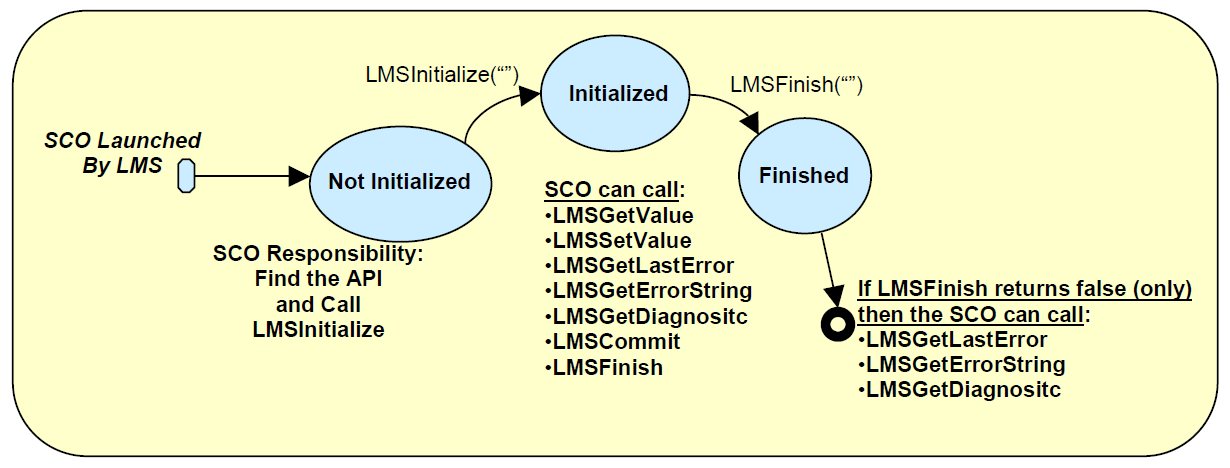 SCO Launched
By LMS
Not Initialized
SCO Responsibility:
Find the API
and Call
LMSInitialize
LMSInitialize(“”)
Initialized
SCO can call:
•LMSGetValue
•LMSSetValue
•LMSGetLastError
•LMSGetErrorString
•LMSGetDiagnositc
•LMSCommit
•LMSFinish
LMSFinish(“”)
Finished
If LMSFinish returns false (only)
then the SCO can call:
•LMSGetLastError
•LMSGetErrorString
•LMSGetDiagnositc